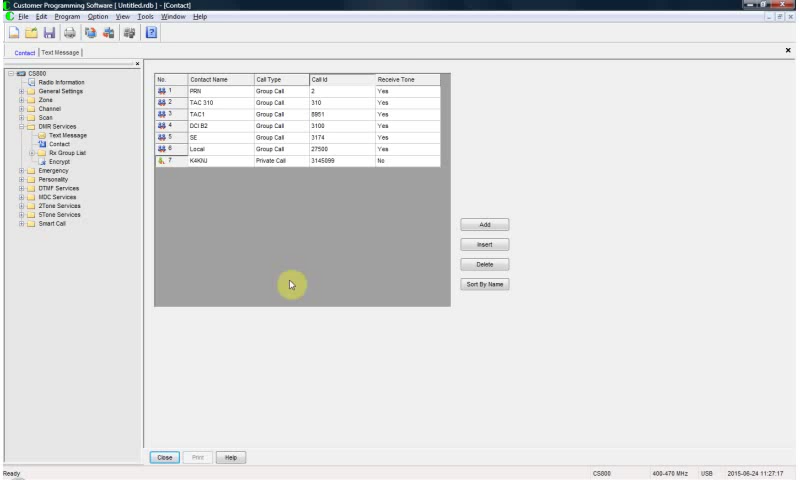 Customer Programming Software [ Untitled.rdb ] - [Contact]
File Edit Program Option View Tools Window Help
Contact Text Message
CS800
Radio Information
General Settings
Zone
Channel
Scan
DMR Services
Text Message
Contact
Rx Group List
Encrypt
Emergency
Personality
DTMF Services
MDC Services
2Tone Services
5Tone Services
Smart Call
No. Contact Name Call Type Call Id Receive Tone
1 PRN Group Call 2 Yes
2 TAC 310 Group Call 310 Yes
3 TAC1 Group Call 8951 Yes
4 DCI B2 Group Call 3100 Yes
5 SE Group Call 3174 Yes
6 Local Group Call 27500 Yes
7 K4KNJ Private Call 3145099 No
Add
Insert
Delete
Sort By Name
Close Print Help
Ready CS800 400-470 MHz USB 2015-06-24 11:27:17